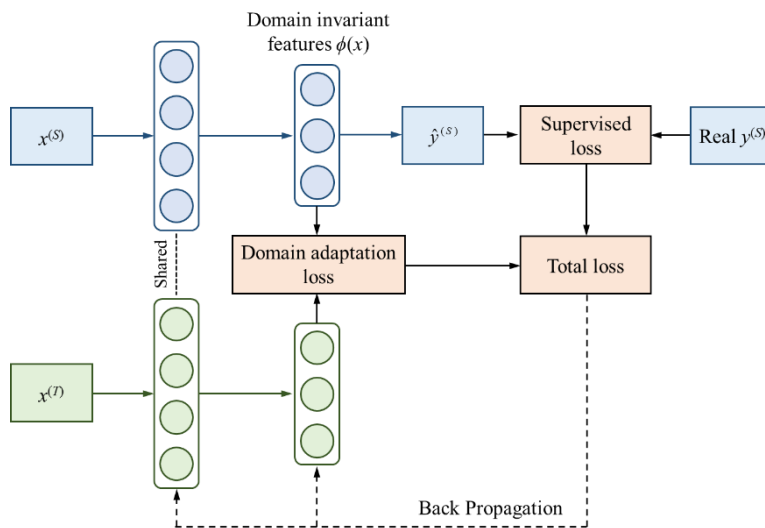 Domain invariant
features ϕ(x)
x⁽ˢ⁾
ŷ⁽ˢ⁾
Supervised
loss
Real y⁽ˢ⁾
Shared
Domain adaptation
loss
Total loss
x⁽ᵀ⁾
Back Propagation